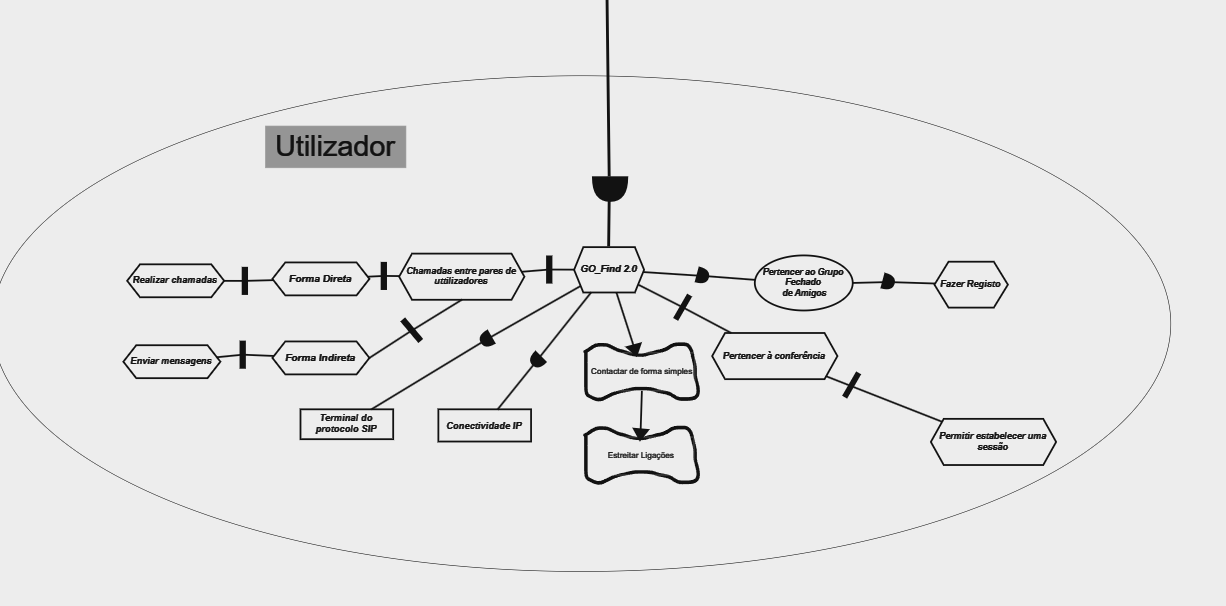 Utilizador
GO_Find 2.0
Chamadas entre pares de
uttilizadores
Forma Direta
Realizar chamadas
Pertencer ao Grupo
Fechado
de Amigos
Fazer Registo
Enviar mensagens
Forma Indireta
Contactar de forma simples
Pertencer à conferência
Terminal do
protocolo SIP
Conectividade IP
Estreitar Ligações
Permitir estabelecer uma
sessão